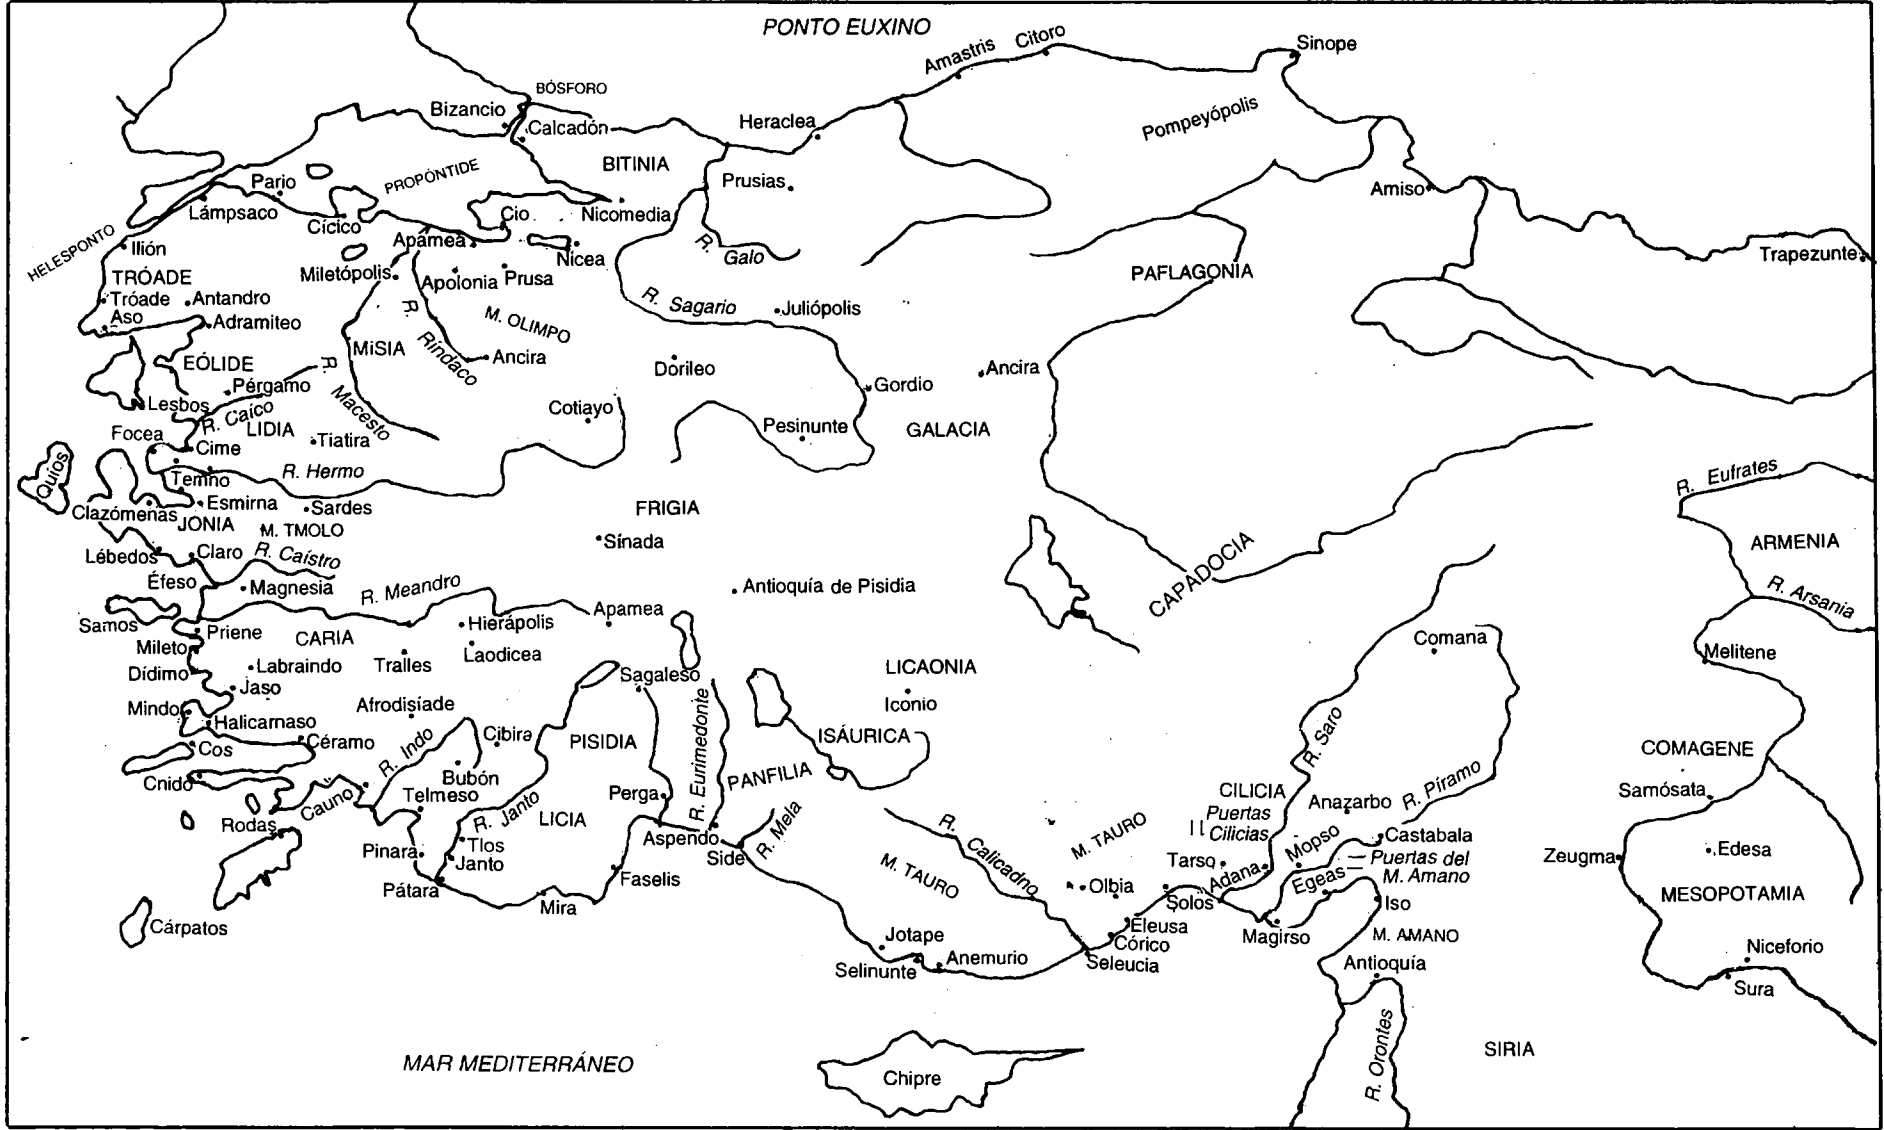 PONTO EUXINO
Amastris
Citoro
Sinope
BÓSFORO
Bizancio
Calcadón
Heraclea
Pompeyópolis
BITINIA
PROPÓNTIDE
Pario
Prusias
Amiso
Lámpsaco
Cícico
Cio
Nicomedia
HELESPONTO
Ilión
Apamea
Nicea
R. Galo
Trapezunte
TRÓADE
Miletópolis
Apolonia
Prusa
PAFLAGONIA
Tróade
Antandro
R. Sagario
Juliópolis
Aso
Adramiteo
M. OLIMPO
R. Rindaco
MiSIA
Ancira
EÓLIDE
Dorileo
Ancira
Pérgamo
Gordio
Lesbos
R. Caíco
R. Macesto
Cotiayo
LIDIA
Pesinunte
GALACIA
Focea
Tiatira
Cime
Quios
R. Hermo
Temno
R. Eufrates
Esmirna
Sardes
FRIGIA
Clazómenas
JONIA
M. TMOLO
Sínada
ARMENIA
Lébedos
Claro
R. Caístro
CAPADOCIA
Éfeso
Magnesia
R. Meandro
Antioquía de Pisidia
R. Arsania
Samos
Apamea
Priene
CARIA
Hierápolis
Comana
Mileto
Laodicea
Melitene
Dídimo
Labraindo
Tralles
LICAONIA
Jaso
Sagaleso
Iconio
Mindo
Afrodisíade
Halicarnaso
R. Eurimedonte
R. Saro
Cos
Céramo
R. Indo
Cibira
PISIDIA
ISÁURICA
COMAGENE
Cnido
Bubón
PANFILIA
Cauno
Telmeso
Perga
CILICIA
Anazarbo
R. Píramo
Samósata
R. Janto
LICIA
Puertas
Cilicias
Rodas
Aspendo
R. Mela
R. Calicadno
M. TAURO
Mopso
Castabala
Pinara
Tlos
Side
Edesa
Janto
M. TAURO
Tarso
Puertas del
M. Amano
Zeugma
Pátara
Faselis
Olbia
Adana
Egeas
MESOPOTAMIA
Mira
Solos
Iso
Cárpatos
Eleusa
Magirso
M. AMANO
Jotape
Córico
Niceforio
Selinunte
Anemurio
Seleucia
Antioquía
Sura
MAR MEDITERRÁNEO
Chipre
R. Orontes
SIRIA